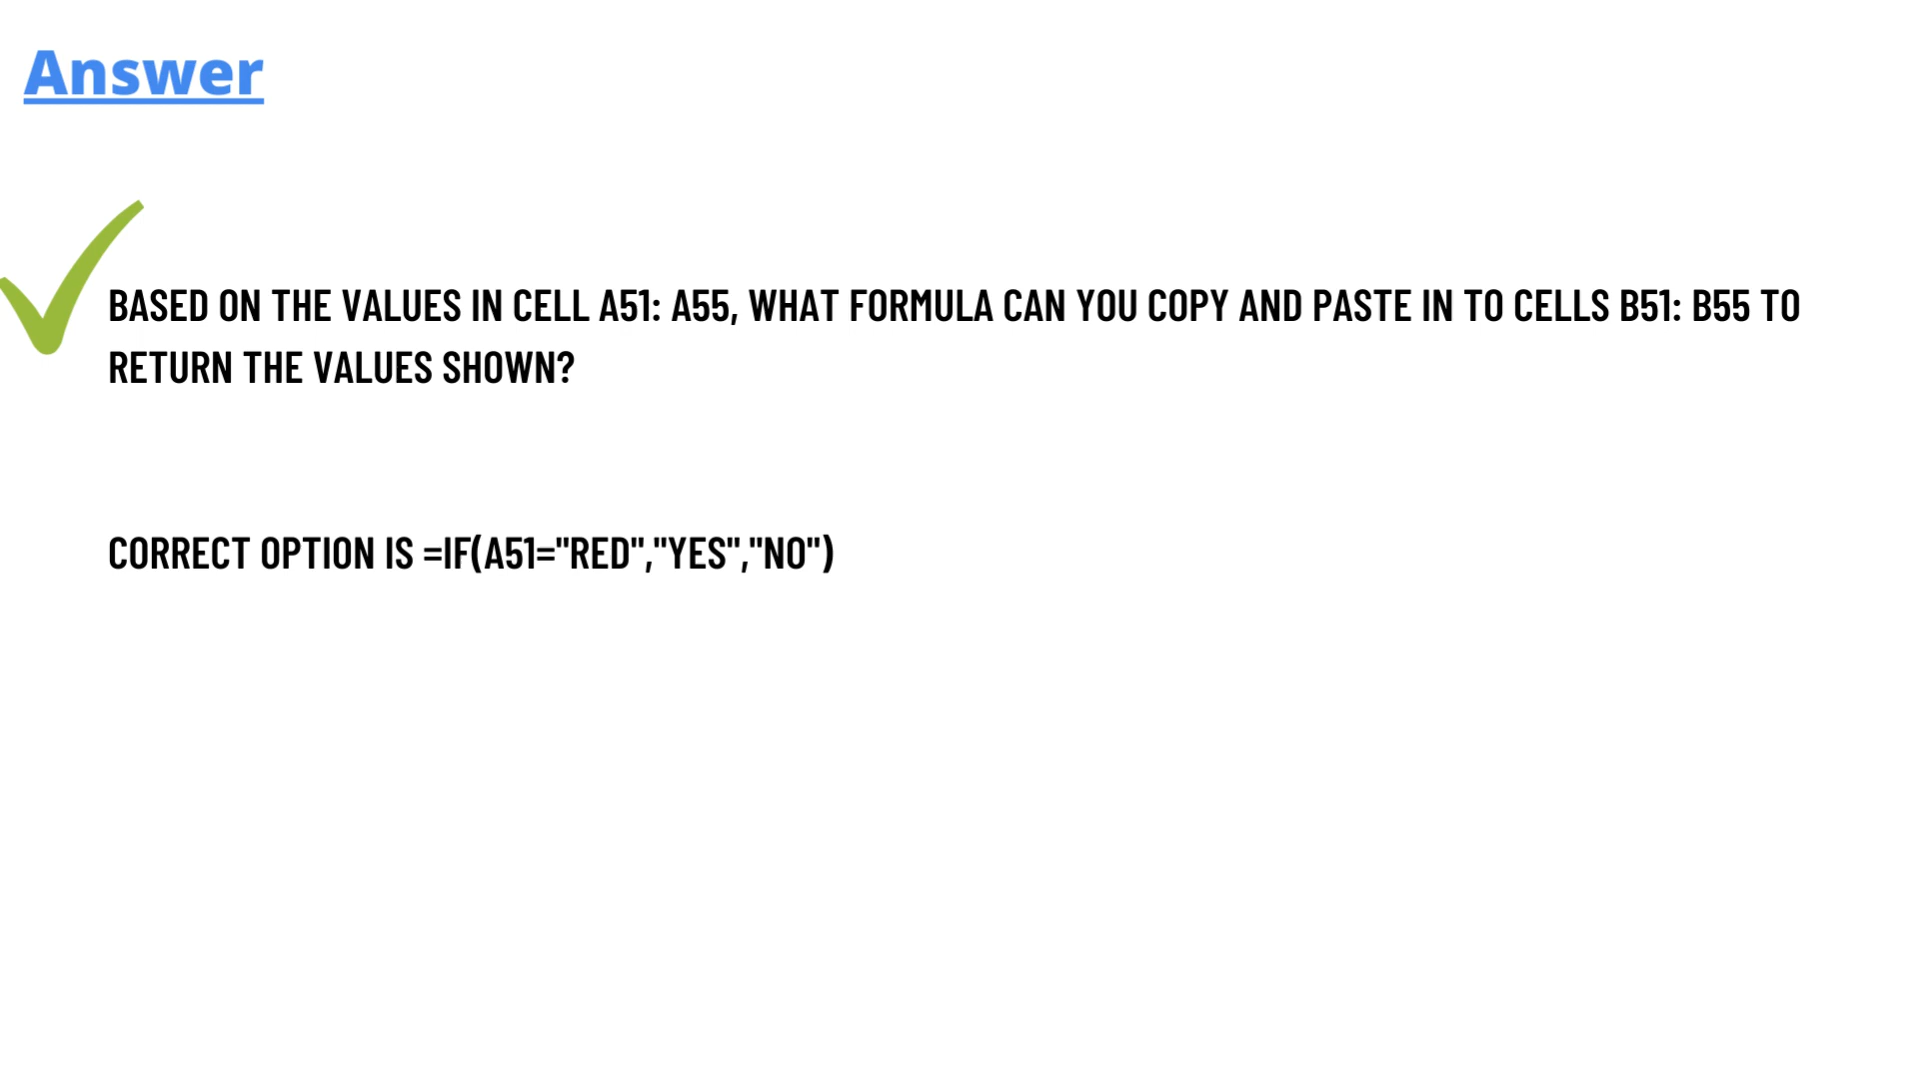 Answer
BASED ON THE VALUES IN CELL A51: A55, WHAT FORMULA CAN YOU COPY AND PASTE IN TO CELLS B51: B55 TO
RETURN THE VALUES SHOWN?
CORRECT OPTION IS =IF(A51="RED","YES","NO")